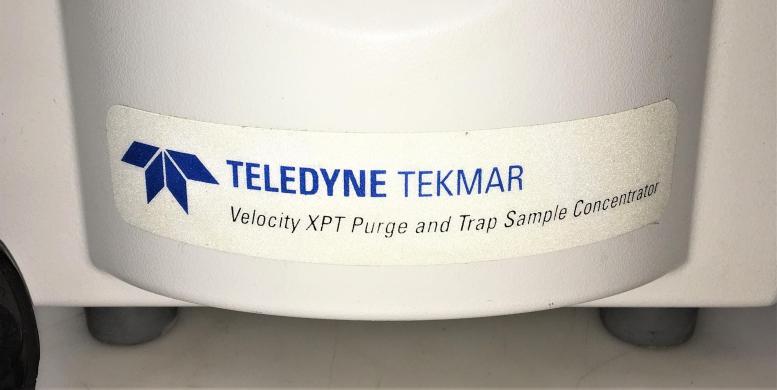 TELEDYNE TEKMAR
Velocity XPT Purge and Trap Sample Concentrator